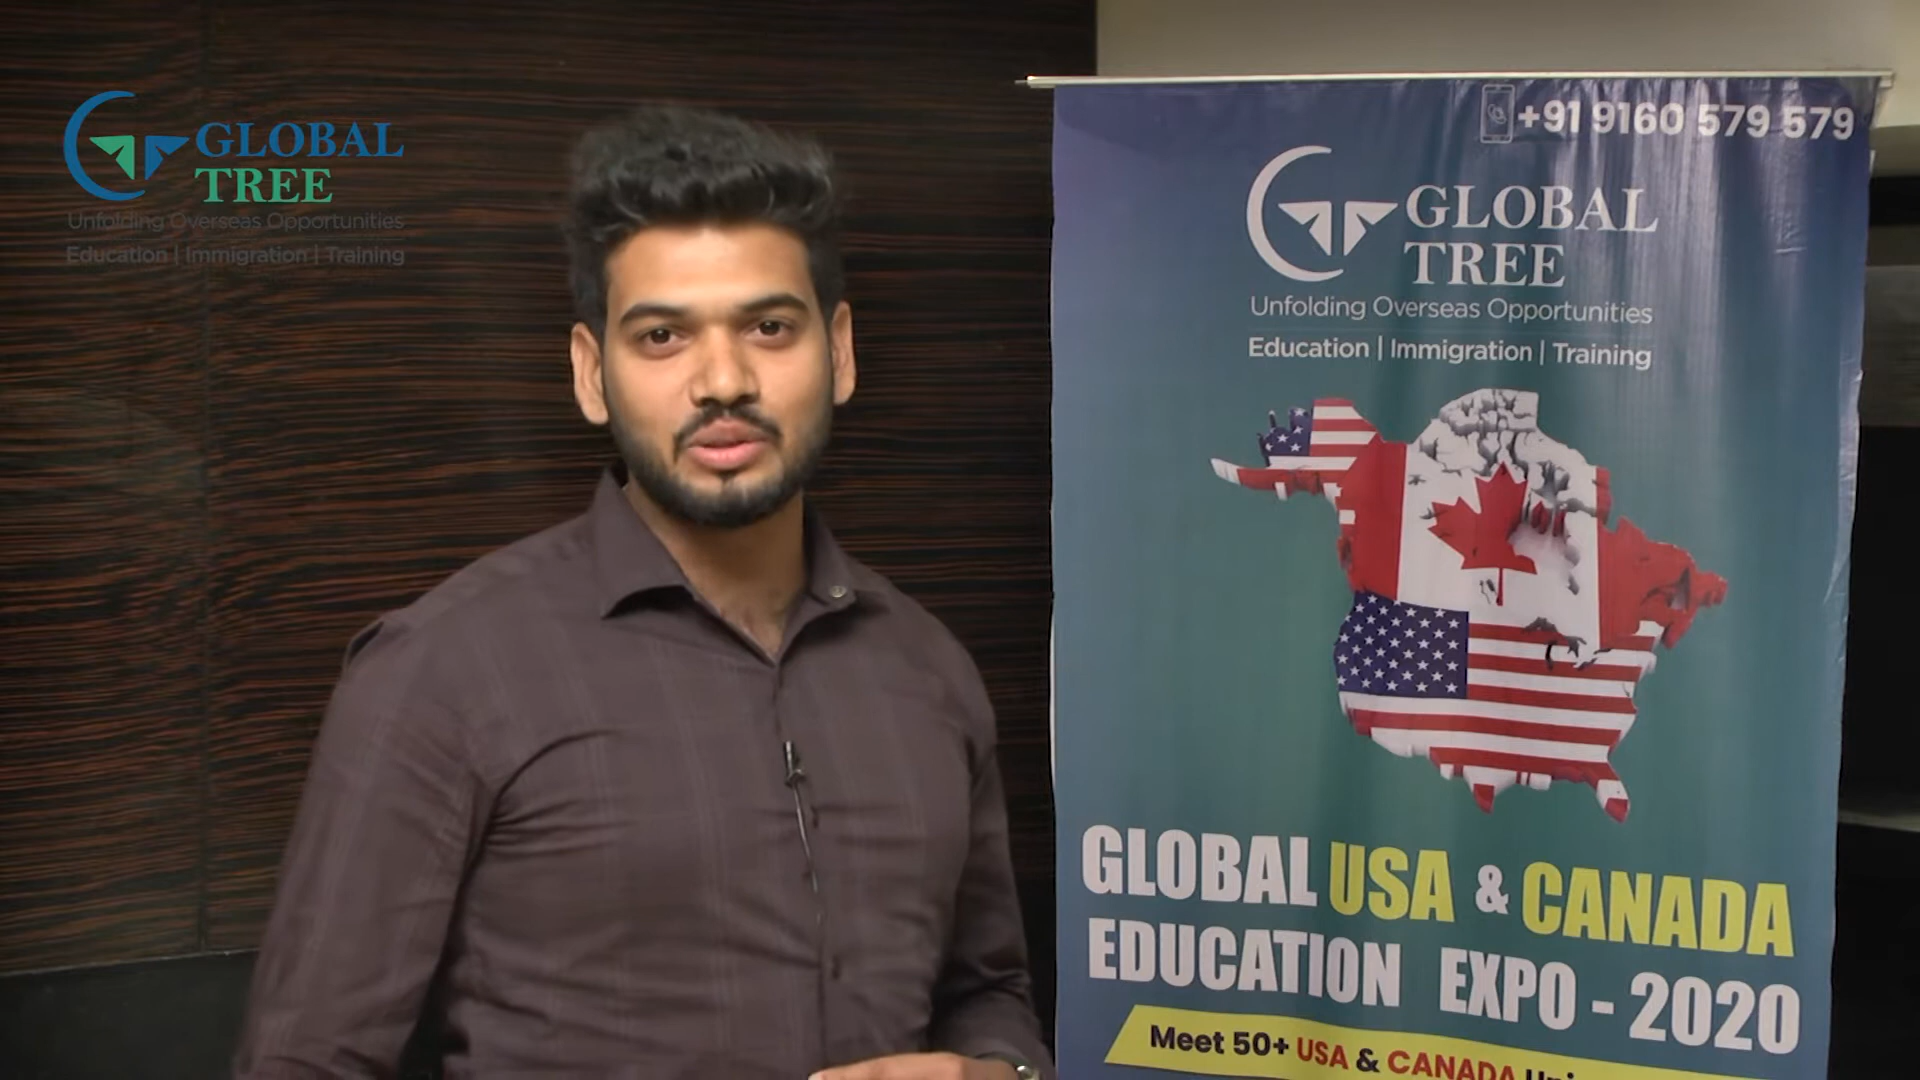 GLOBAL
TREE
Unfolding Overseas Opportunities
Education | Immigration | Training
+91 9160 579 579
GLOBAL
TREE
Unfolding Overseas Opportunities
Education | Immigration | Training
GLOBAL USA & CANADA
EDUCATION EXPO - 2020
Meet 50+ USA & CANADA